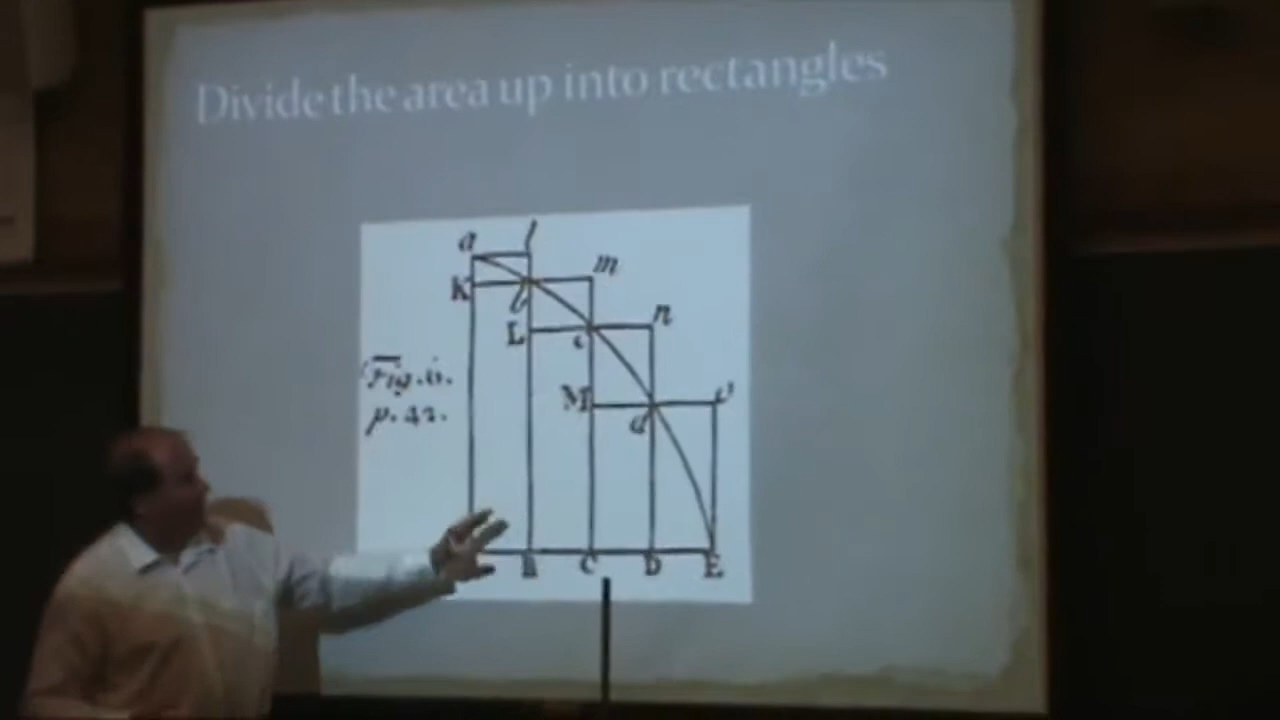 Divide the area up into rectangles
a
l
m
K
b
n
L
c
Fig. 6.
M
p. 42.
d
B C D E